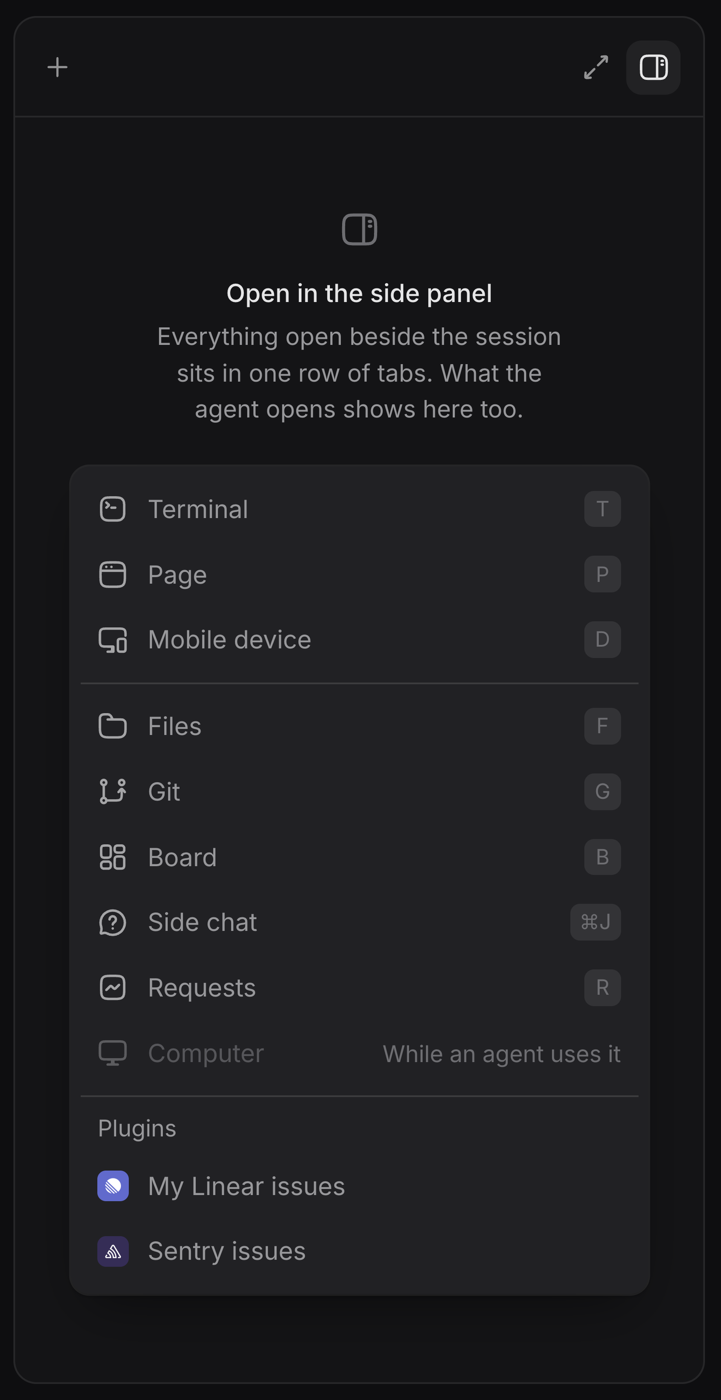 Open in the side panel
Everything open beside the session
sits in one row of tabs. What the
agent opens shows here too.
Terminal T
Page P
Mobile device D
Files F
Git G
Board B
Side chat ⌘J
Requests R
Computer While an agent uses it
Plugins
My Linear issues
Sentry issues